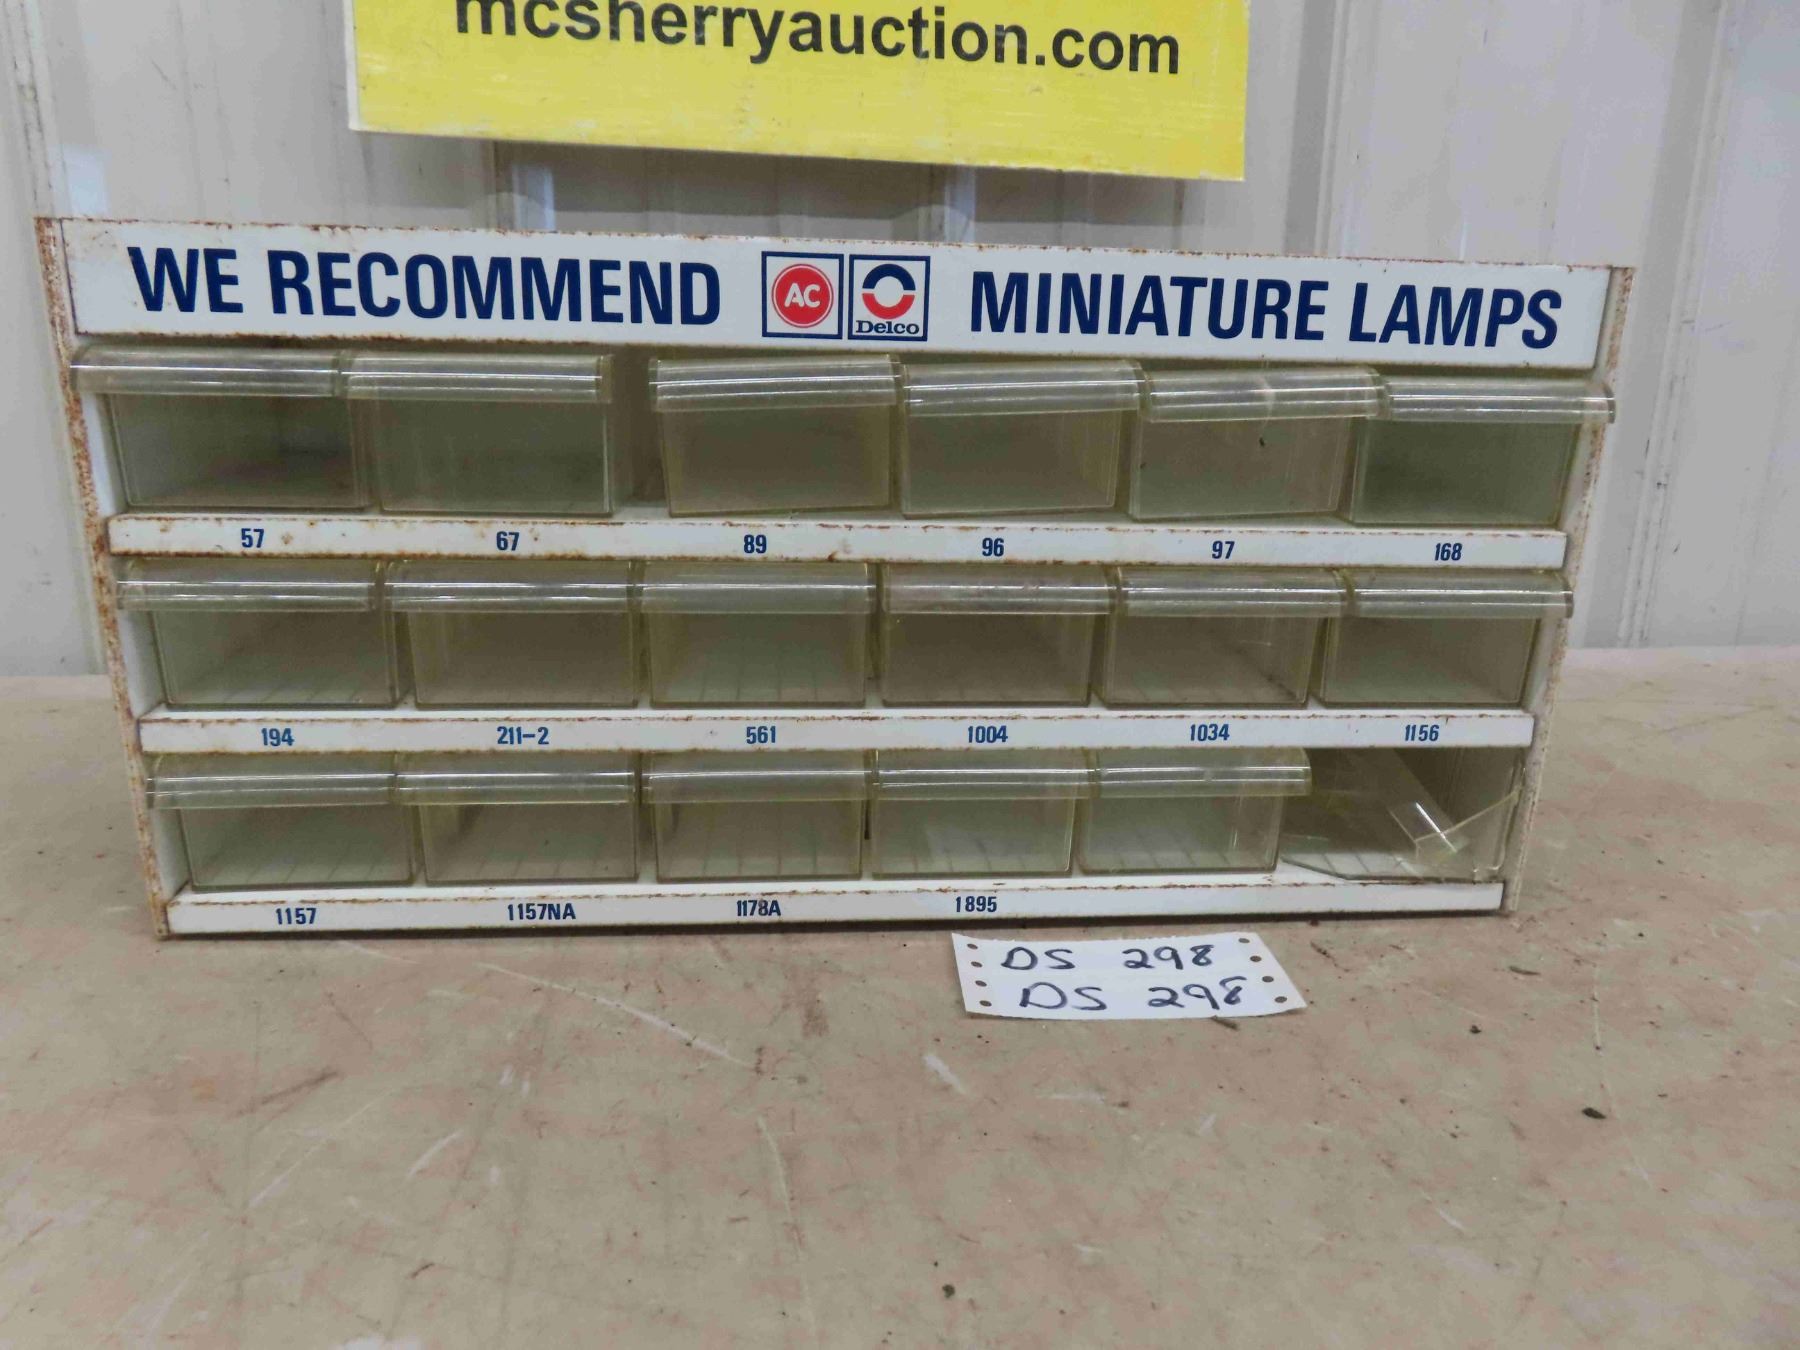 mcsherryauction.com
WE RECOMMEND AC Delco MINIATURE LAMPS
57 67 89 96 97 168
194 211-2 561 1004 1034 1156
1157 1157NA 1178A 1895
DS 298
DS 298